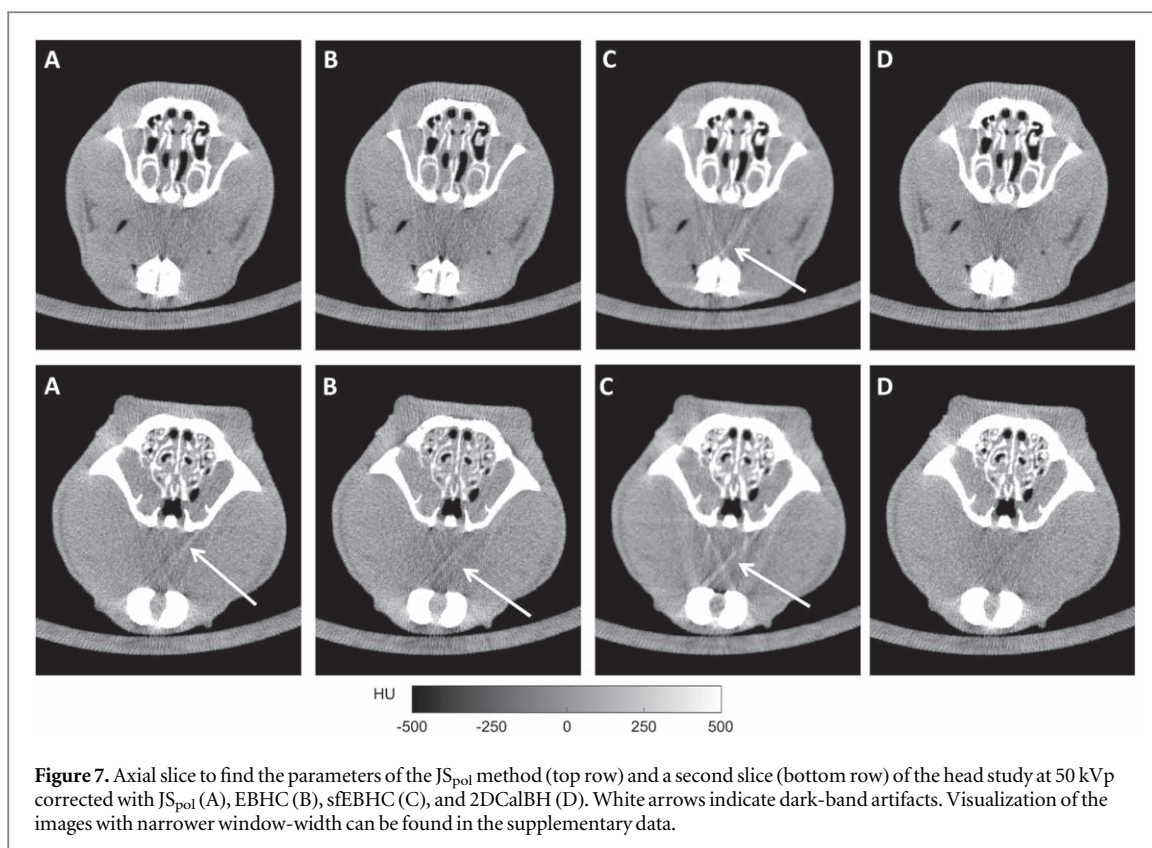 A
B
C
D
A
B
C
D
HU
-500 -250 0 250 500
Figure 7. Axial slice to find the parameters of the JSpol method (top row) and a second slice (bottom row) of the head study at 50 kVp
corrected with JSpol (A), EBHC (B), sfEBHC (C), and 2DCalBH (D). White arrows indicate dark-band artifacts. Visualization of the
images with narrower window-width can be found in the supplementary data.